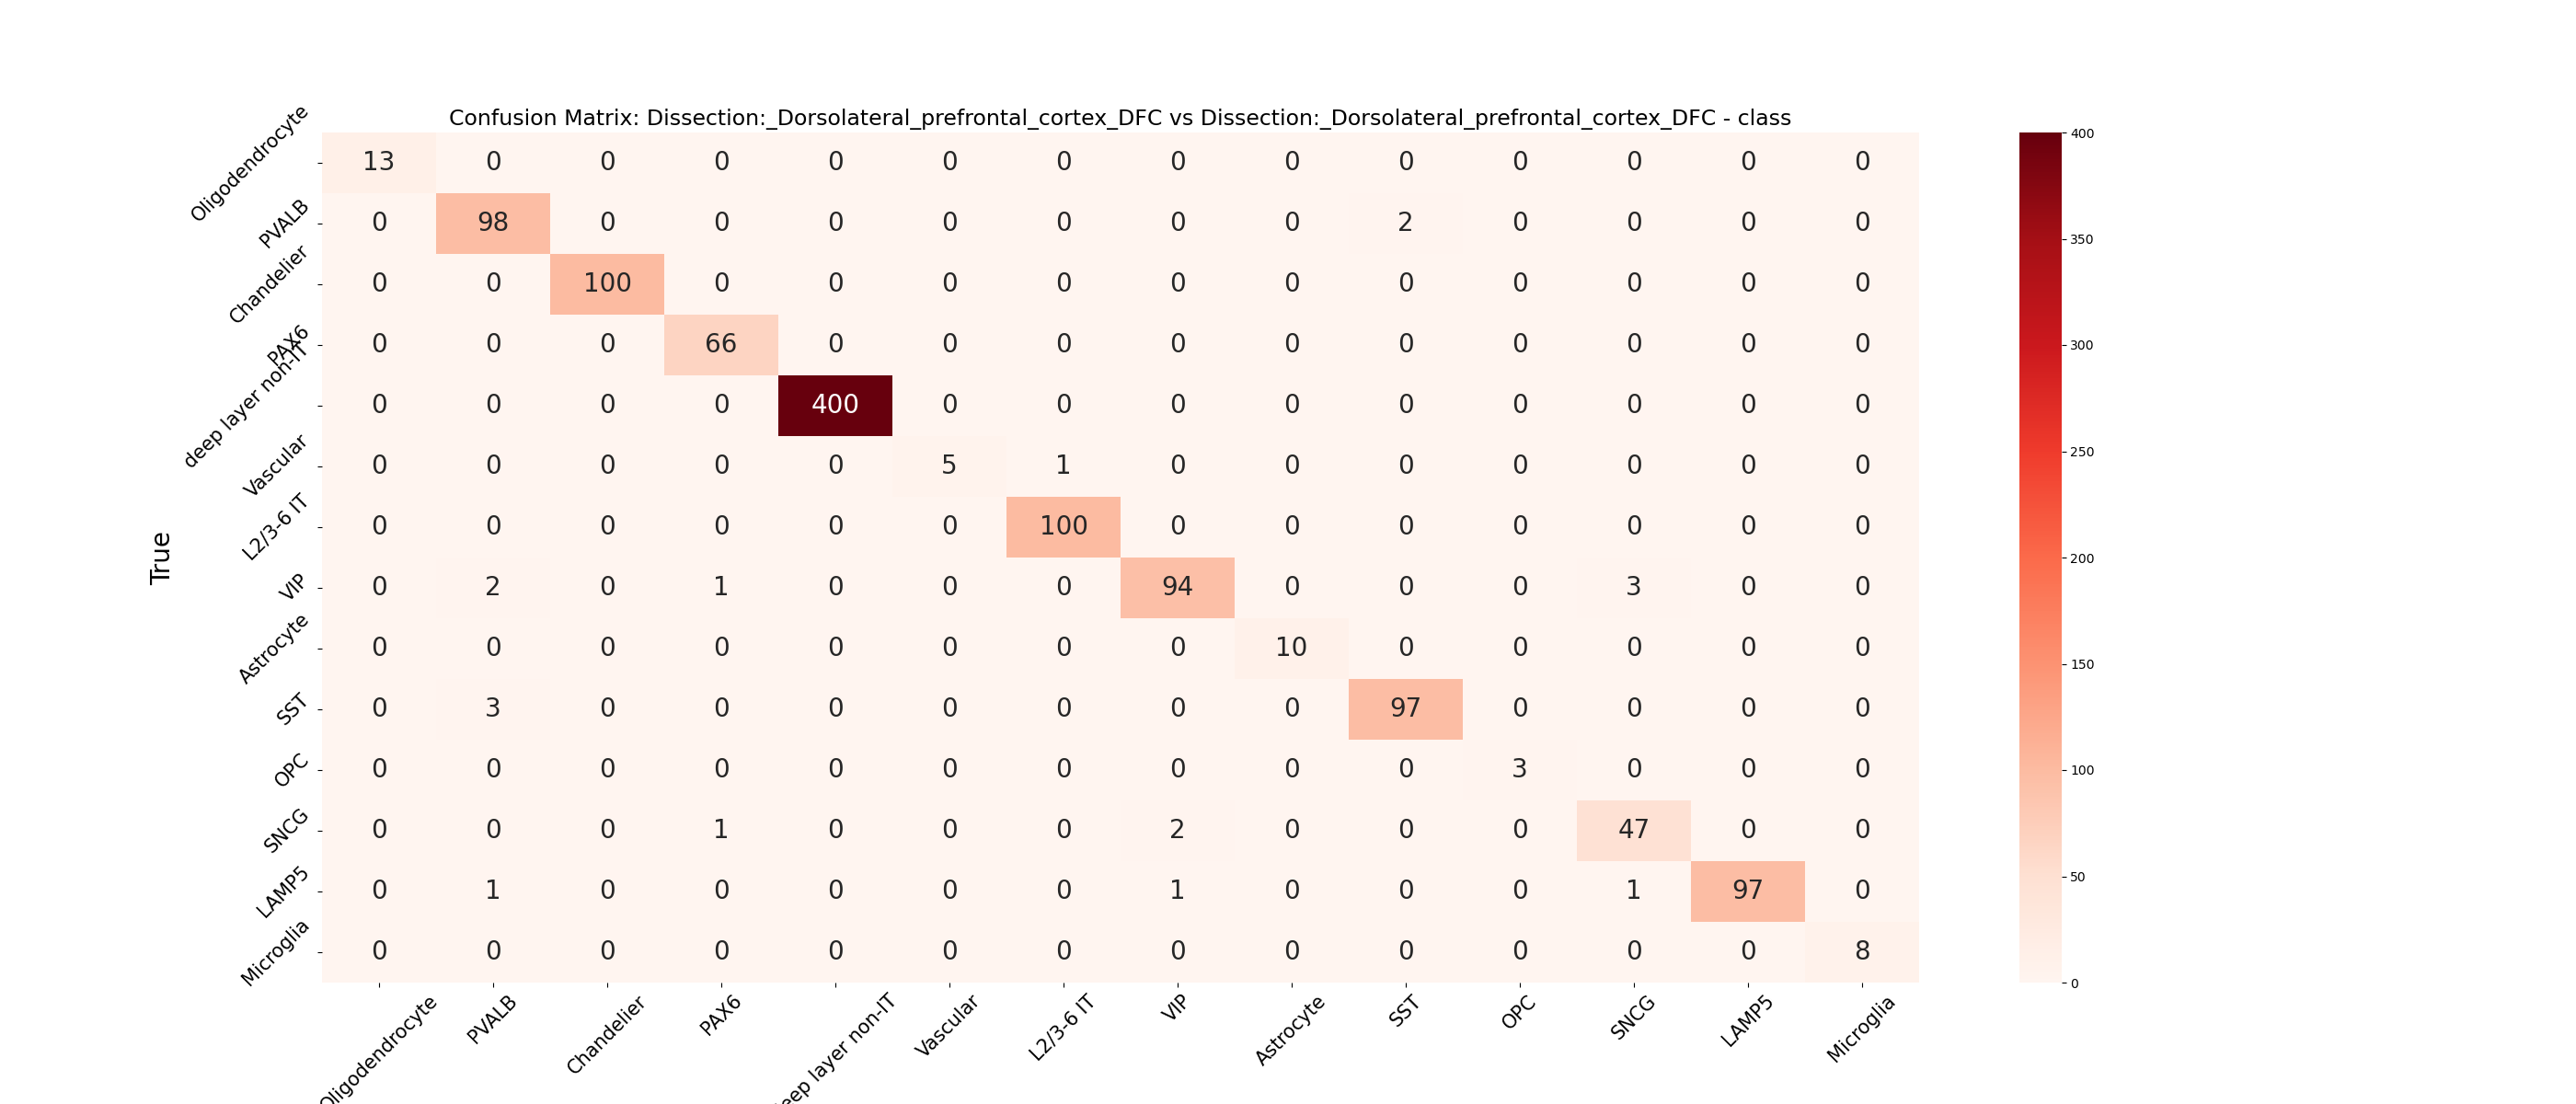 Confusion Matrix: Dissection:_Dorsolateral_prefrontal_cortex_DFC vs Dissection:_Dorsolateral_prefrontal_cortex_DFC - class
True
Oligodendrocyte 13 0 0 0 0 0 0 0 0 0 0 0 0 0
PVALB 0 98 0 0 0 0 0 0 0 2 0 0 0 0
Chandelier 0 0 100 0 0 0 0 0 0 0 0 0 0 0
PAX6 0 0 0 66 0 0 0 0 0 0 0 0 0 0
deep layer non-IT 0 0 0 0 400 0 0 0 0 0 0 0 0 0
Vascular 0 0 0 0 0 5 1 0 0 0 0 0 0 0
L2/3-6 IT 0 0 0 0 0 0 100 0 0 0 0 0 0 0
VIP 0 2 0 1 0 0 0 94 0 0 0 3 0 0
Astrocyte 0 0 0 0 0 0 0 0 10 0 0 0 0 0
SST 0 3 0 0 0 0 0 0 0 97 0 0 0 0
OPC 0 0 0 0 0 0 0 0 0 0 3 0 0 0
SNCG 0 0 0 1 0 0 0 2 0 0 0 47 0 0
LAMP5 0 1 0 0 0 0 0 1 0 0 0 1 97 0
Microglia 0 0 0 0 0 0 0 0 0 0 0 0 0 8
Oligodendrocyte PVALB Chandelier PAX6 eep layer non-IT Vascular L2/3-6 IT VIP Astrocyte SST OPC SNCG LAMP5 Microglia
400
350
300
250
200
150
100
50
0